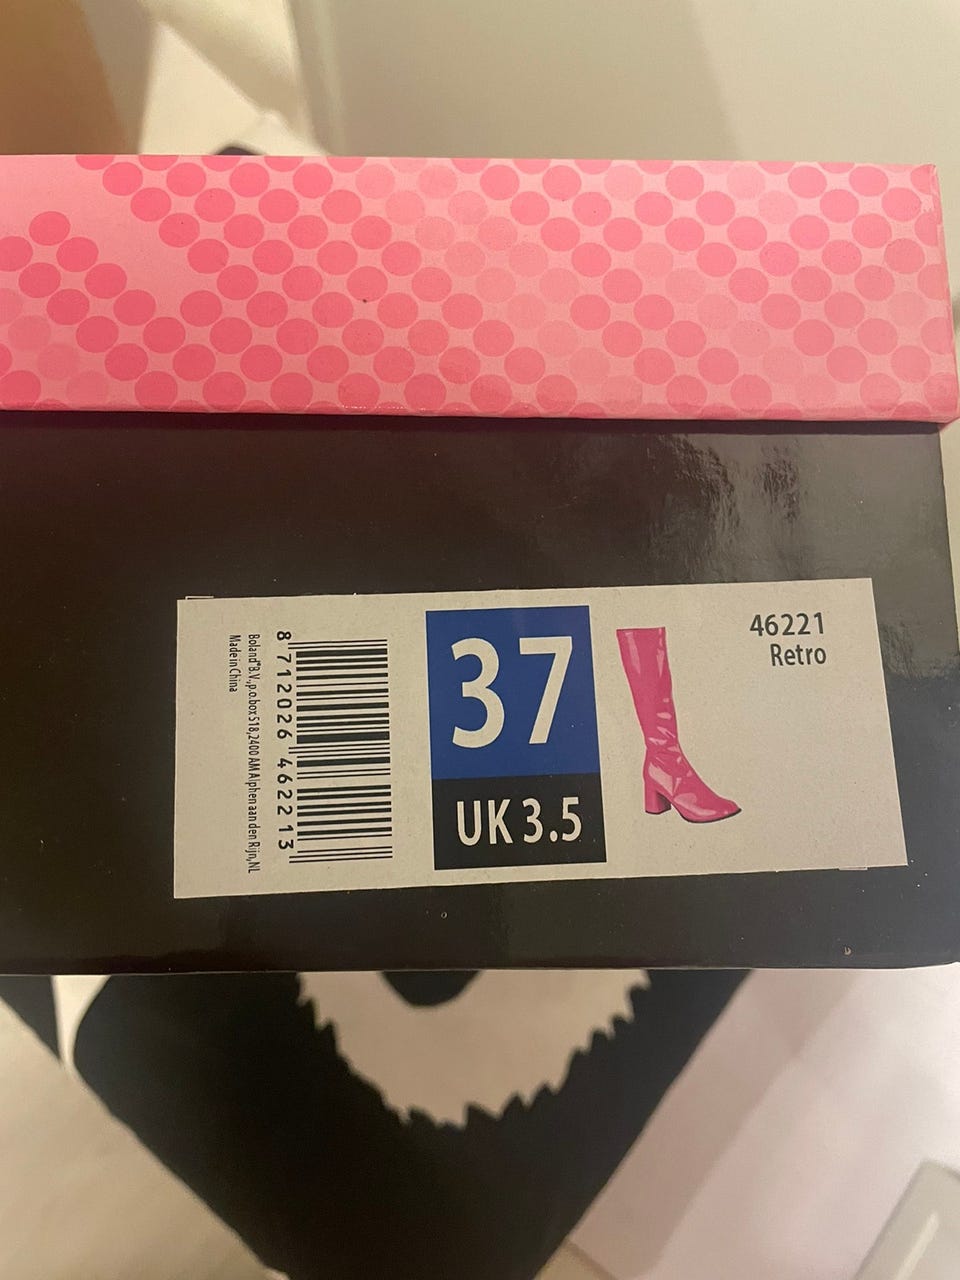 46221
Retro
37
UK 3.5
8 712026 462213
Boland B.V., p.o.box 518, 2400 AM Alphen aan den Rijn, NL
Made in China